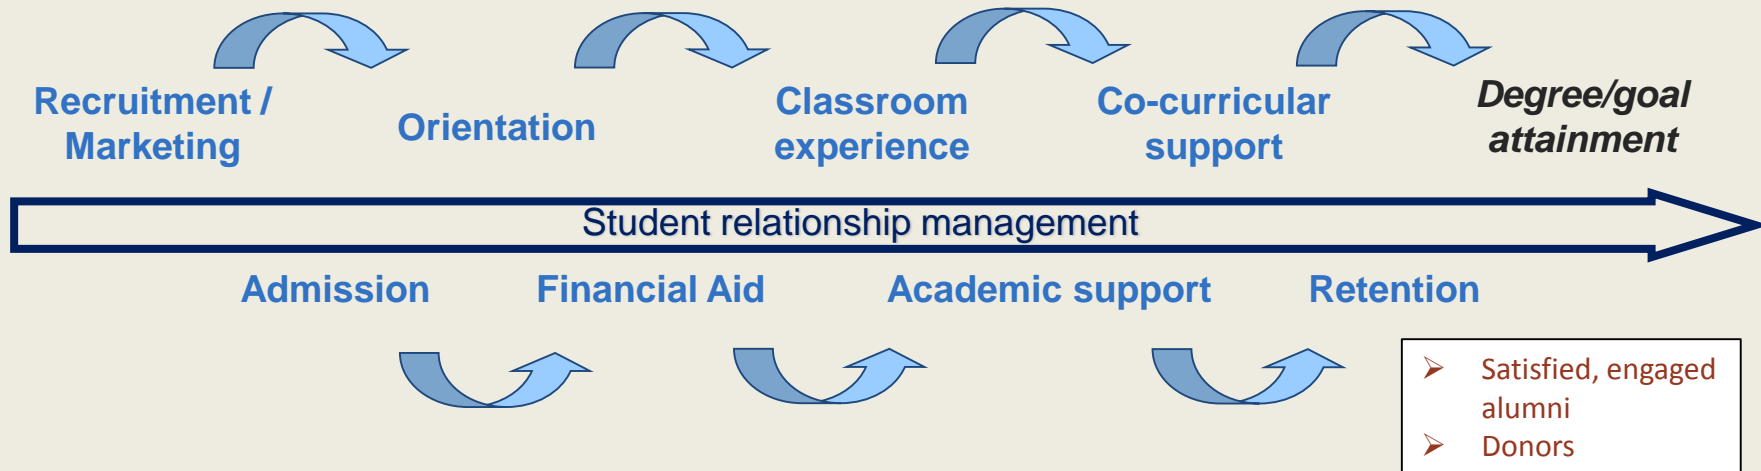 Recruitment /
Marketing
Orientation
Classroom
experience
Co-curricular
support
Degree/goal
attainment
Student relationship management
Admission
Financial Aid
Academic support
Retention
➢ Satisfied, engaged
alumni
➢ Donors